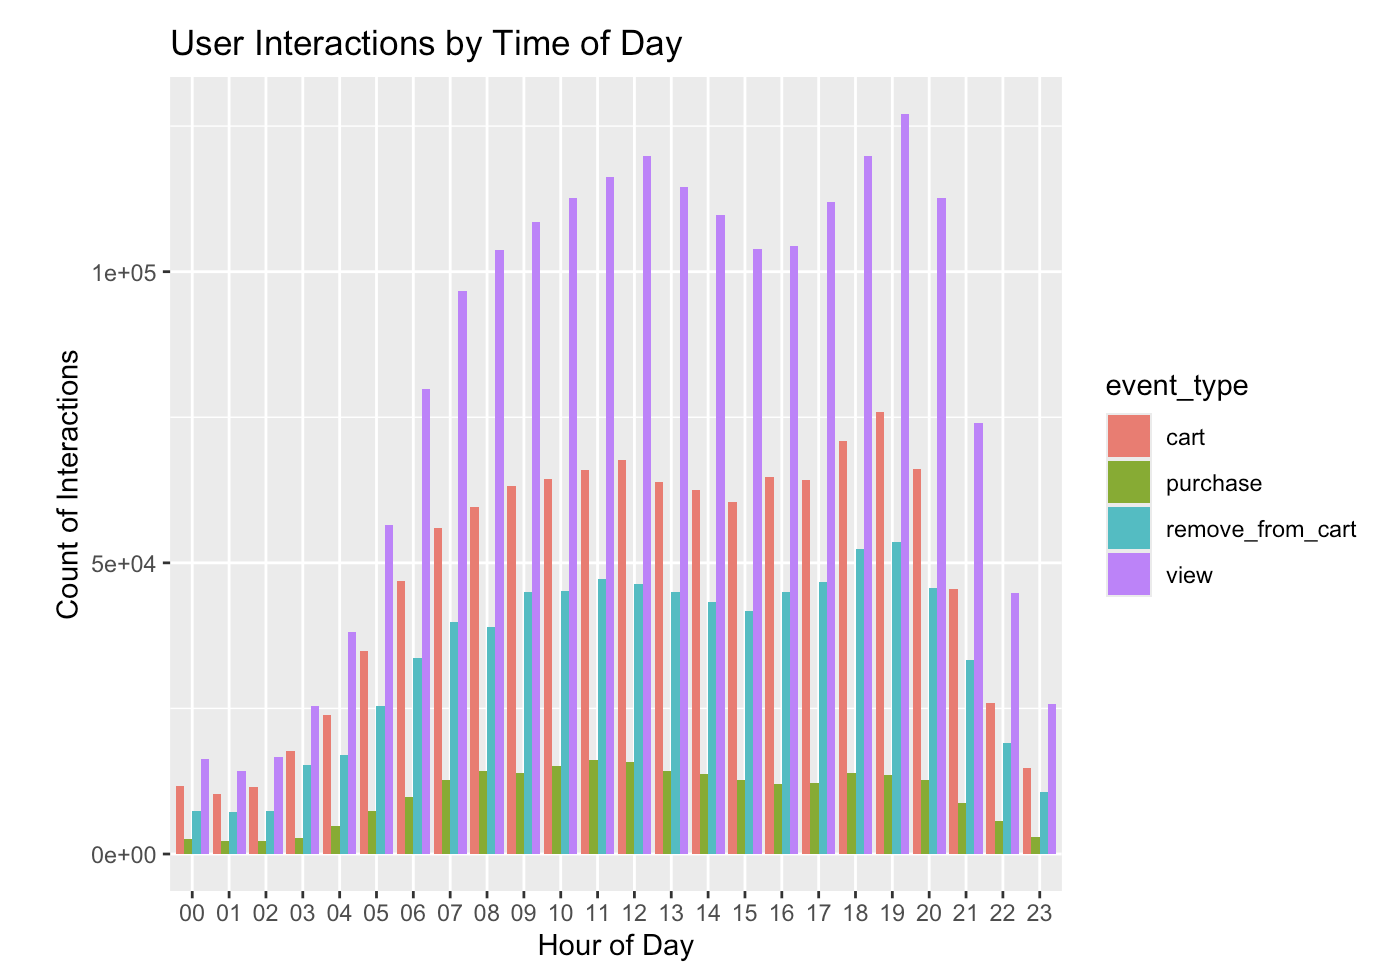 User Interactions by Time of Day
Count of Interactions
1e+05
5e+04
0e+00
00 01 02 03 04 05 06 07 08 09 10 11 12 13 14 15 16 17 18 19 20 21 22 23
Hour of Day
event_type
cart
purchase
remove_from_cart
view